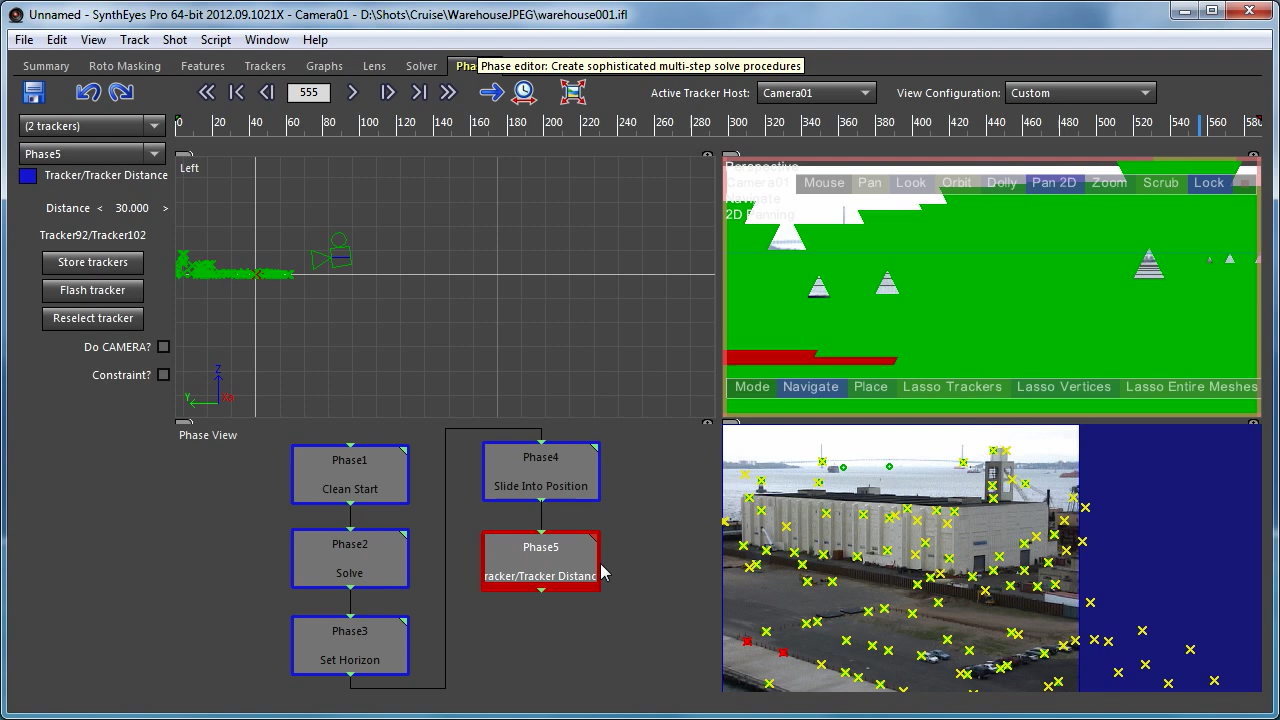 Unnamed - SynthEyes Pro 64-bit 2012.09.1021X - Camera01 - D:\Shots\Cruise\WarehouseJPEG\warehouse001.ifl
File Edit View Track Shot Script Window Help
Summary Roto Masking Features Trackers Graphs Lens Solver Pha
Phase editor: Create sophisticated multi-step solve procedures
555
Active Tracker Host: Camera01
View Configuration: Custom
(2 trackers)
0 20 40 60 80 100 120 140 160 180 200 220 240 260 280 300 320 340 360 380 400 420 440 460 480 500 520 540 560 580
Phase5
Tracker/Tracker Distance
Distance < 30.000 >
Tracker92/Tracker102
Store trackers
Flash tracker
Reselect tracker
Do CAMERA?
Constraint?
Left
Z
Y
Perspective
Camera01
Navigate
2D Panning
Mouse Pan Look Orbit Dolly Pan 2D Zoom Scrub Lock
Mode Navigate Place Lasso Trackers Lasso Vertices Lasso Entire Meshes
Phase View
Phase1
Clean Start
Phase2
Solve
Phase3
Set Horizon
Phase4
Slide Into Position
Phase5
racker/Tracker Distanc